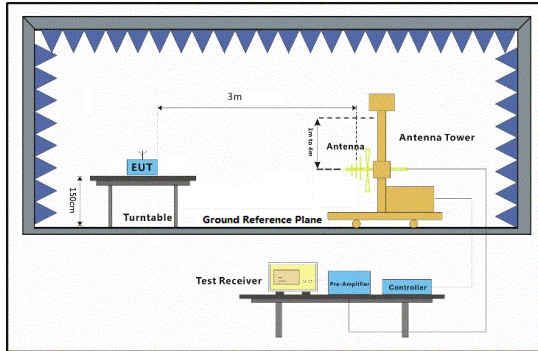 3m
1m to 4m
Antenna
Antenna Tower
EUT
150cm
Turntable
Ground Reference Plane
Test Receiver
Pre-Amplifier
Controller